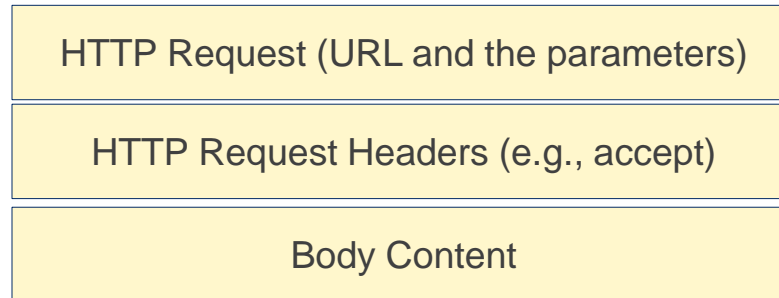 HTTP Request (URL and the parameters)
HTTP Request Headers (e.g., accept)
Body Content